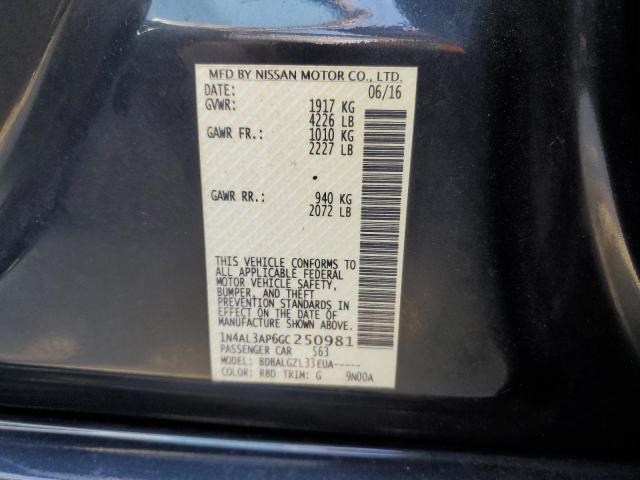 MFD BY NISSAN MOTOR CO., LTD.
DATE: 06/16
GVWR: 1917 KG
4226 LB
GAWR FR.: 1010 KG
2227 LB
GAWR RR.: 940 KG
2072 LB
THIS VEHICLE CONFORMS TO
ALL APPLICABLE FEDERAL
MOTOR VEHICLE SAFETY,
BUMPER, AND THEFT
PREVENTION STANDARDS IN
EFFECT ON THE DATE OF
MANUFACTURE SHOWN ABOVE.
1N4AL3AP6GC250981
PASSENGER CAR S63
MODEL: BDBALGZL33EUA-----
COLOR: RBD TRIM: G 9N00A